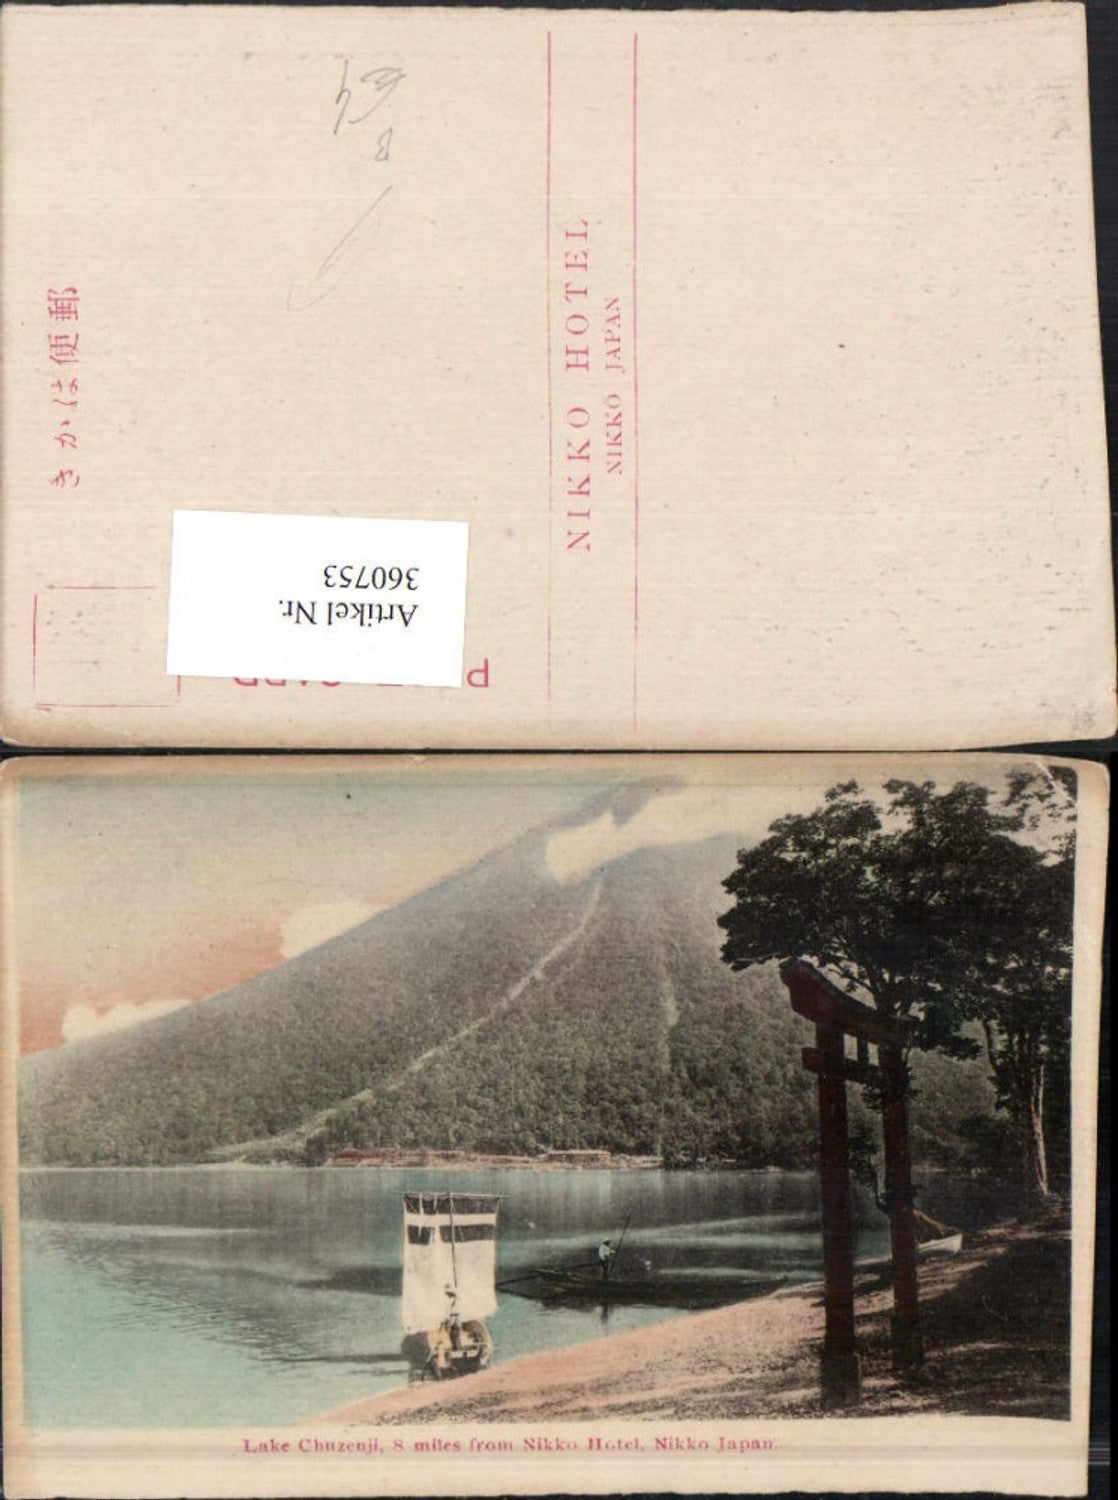 きかは便郵
NIKKO HOTEL
NIKKO JAPAN
Artikel Nr.
360753
B
Lake Chuzenji, 8 miles from Nikko Hotel, Nikko Japan.